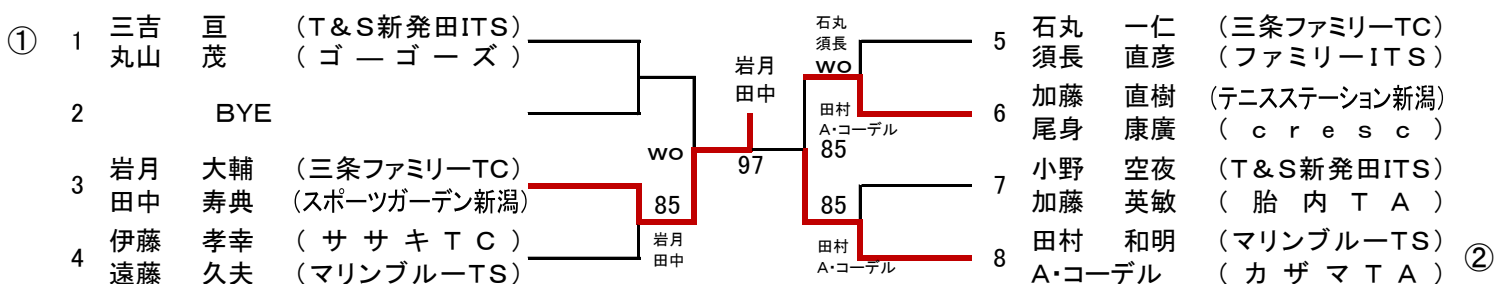 ① 1 三吉 亘 (T&S新発田ITS)
丸山 茂 (ゴーゴーズ)
2 BYE
3 岩月 大輔 (三条ファミリーTC)
田中 寿典 (スポーツガーデン新潟)
4 伊藤 孝幸 (ササキTC)
遠藤 久夫 (マリンブルーTS)
wo
85
岩月
田中
岩月
田中
97
石丸
須長
wo
田村
A・コーデル
85
85
田村
A・コーデル
5 石丸 一仁 (三条ファミリーTC)
須長 直彦 (ファミリーITS)
6 加藤 直樹 (テニスステーション新潟)
尾身 康廣 (cresc)
7 小野 空夜 (T&S新発田ITS)
加藤 英敏 (胎内TA)
8 田村 和明 (マリンブルーTS) ②
A・コーデル (カザマTA)